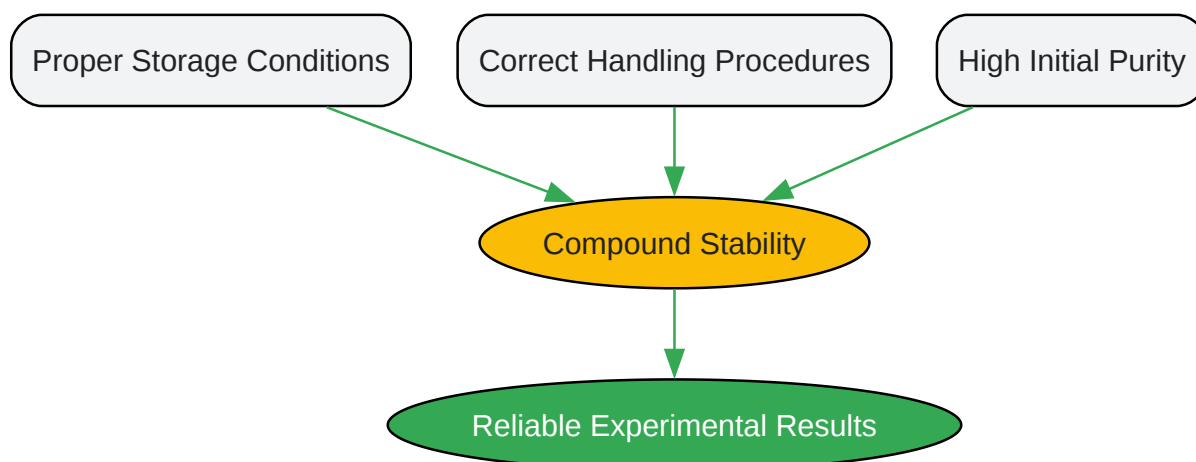 Proper Storage Conditions
Correct Handling Procedures
High Initial Purity
Compound Stability
Reliable Experimental Results